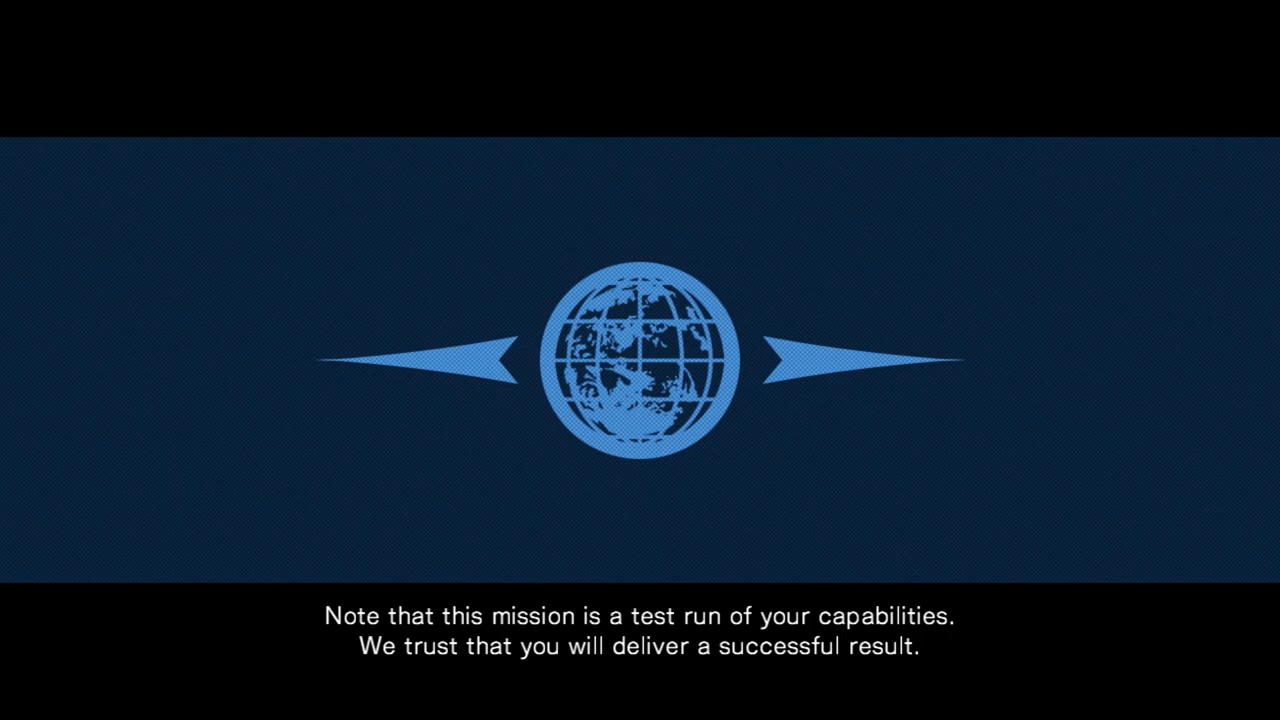 Note that this mission is a test run of your capabilities.
We trust that you will deliver a successful result.